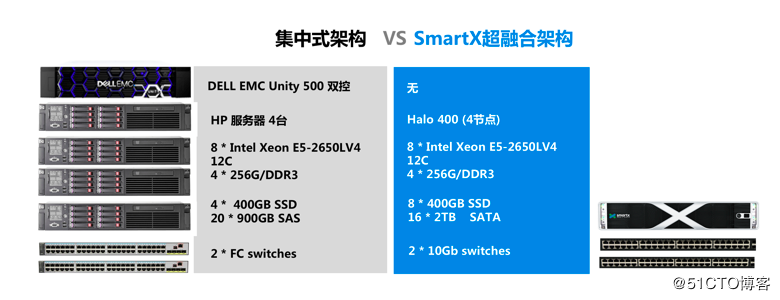 集中式架构 VS SmartX超融合架构
DELL EMC Unity 500 双控
无
HP 服务器 4台
Halo 400 (4节点)
8 * Intel Xeon E5-2650LV4
12C
4 * 256G/DDR3
8 * Intel Xeon E5-2650LV4
12C
4 * 256G/DDR3
4 * 400GB SSD
20 * 900GB SAS
8 * 400GB SSD
16 * 2TB SATA
2 * FC switches
2 * 10Gb switches
DELLEMC
SMARTX
@51CTO博客